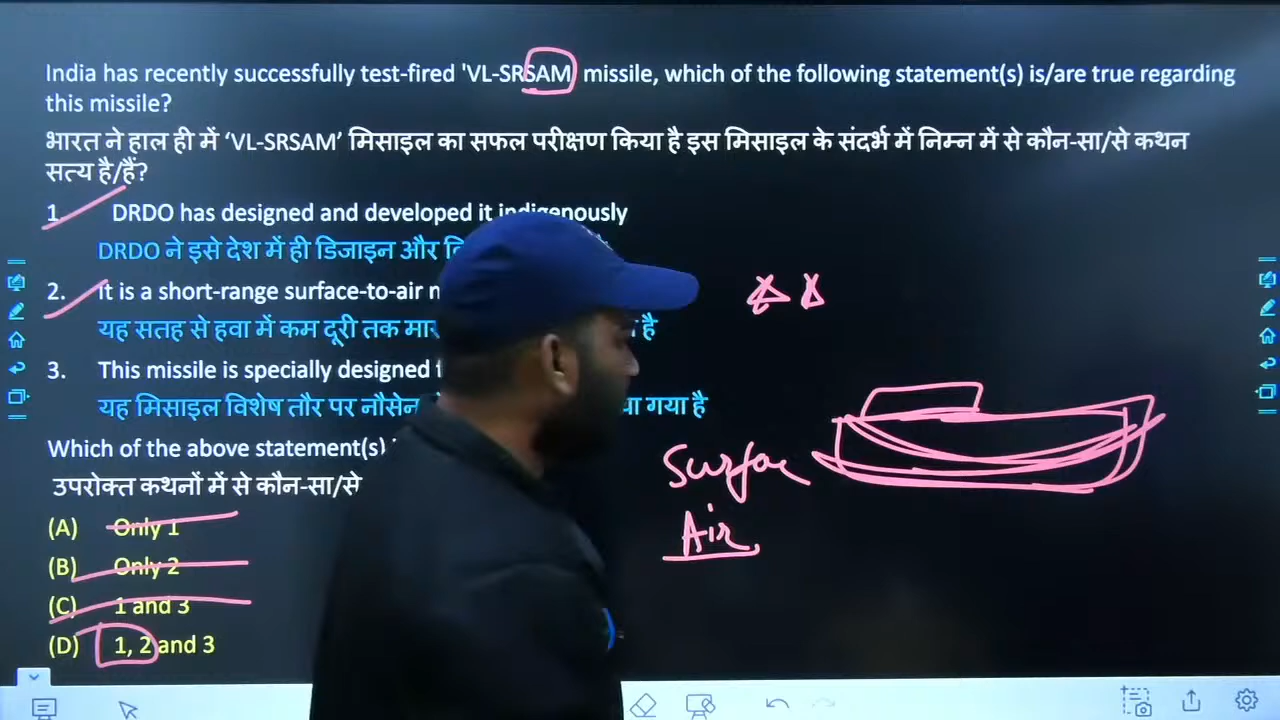 India has recently successfully test-fired 'VL-SRSAM' missile, which of the following statement(s) is/are true regarding
this missile?
भारत ने हाल ही में ‘VL-SRSAM’ मिसाइल का सफल परीक्षण किया है इस मिसाइल के संदर्भ में निम्न में से कौन-सा/से कथन
सत्य है/हैं?
1. DRDO has designed and developed it indigenously
DRDO ने इसे देश में ही डिजाइन और
2. It is a short-range surface-to-air
यह सतह से हवा में कम दूरी तक है
3. This missile is specially designed
यह मिसाइल विशेष तौर पर गया है
Which of the above statement(s)
उपरोक्त कथनों में से कौन-सा/से
Surfac
Air
(A) Only 1
(B) Only 2
(C) 1 and 3
(D) 1, 2 and 3